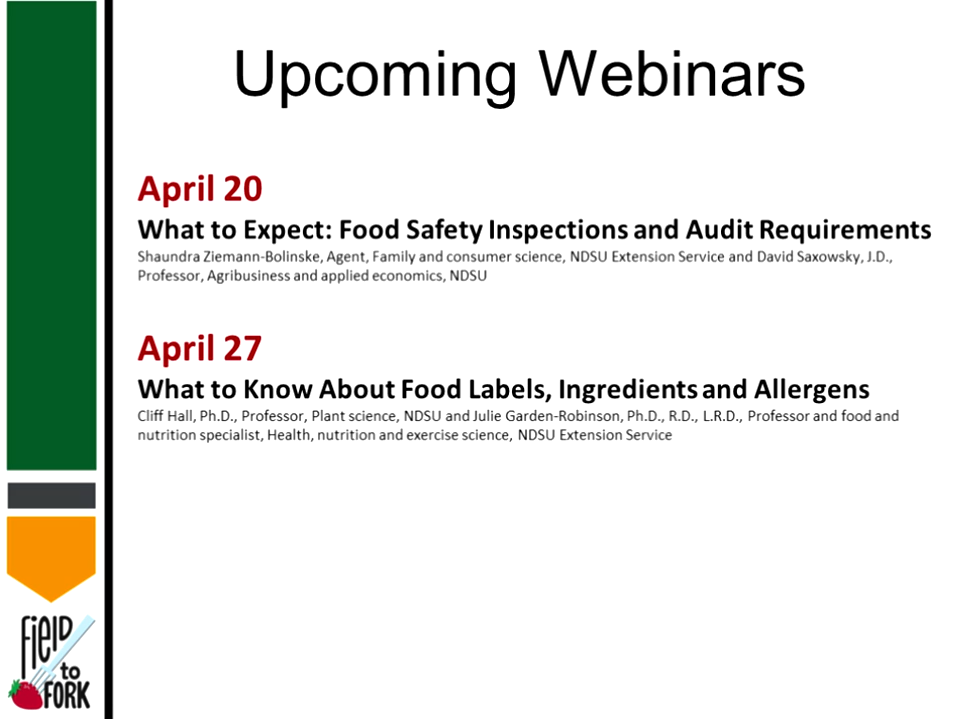 Upcoming Webinars
April 20
What to Expect: Food Safety Inspections and Audit Requirements
Shaundra Ziemann-Bolinske, Agent, Family and consumer science, NDSU Extension Service and David Saxowsky, J.D.,
Professor, Agribusiness and applied economics, NDSU
April 27
What to Know About Food Labels, Ingredients and Allergens
Cliff Hall, Ph.D., Professor, Plant science, NDSU and Julie Garden-Robinson, Ph.D., R.D., L.R.D., Professor and food and
nutrition specialist, Health, nutrition and exercise science, NDSU Extension Service
Field
to
FORK